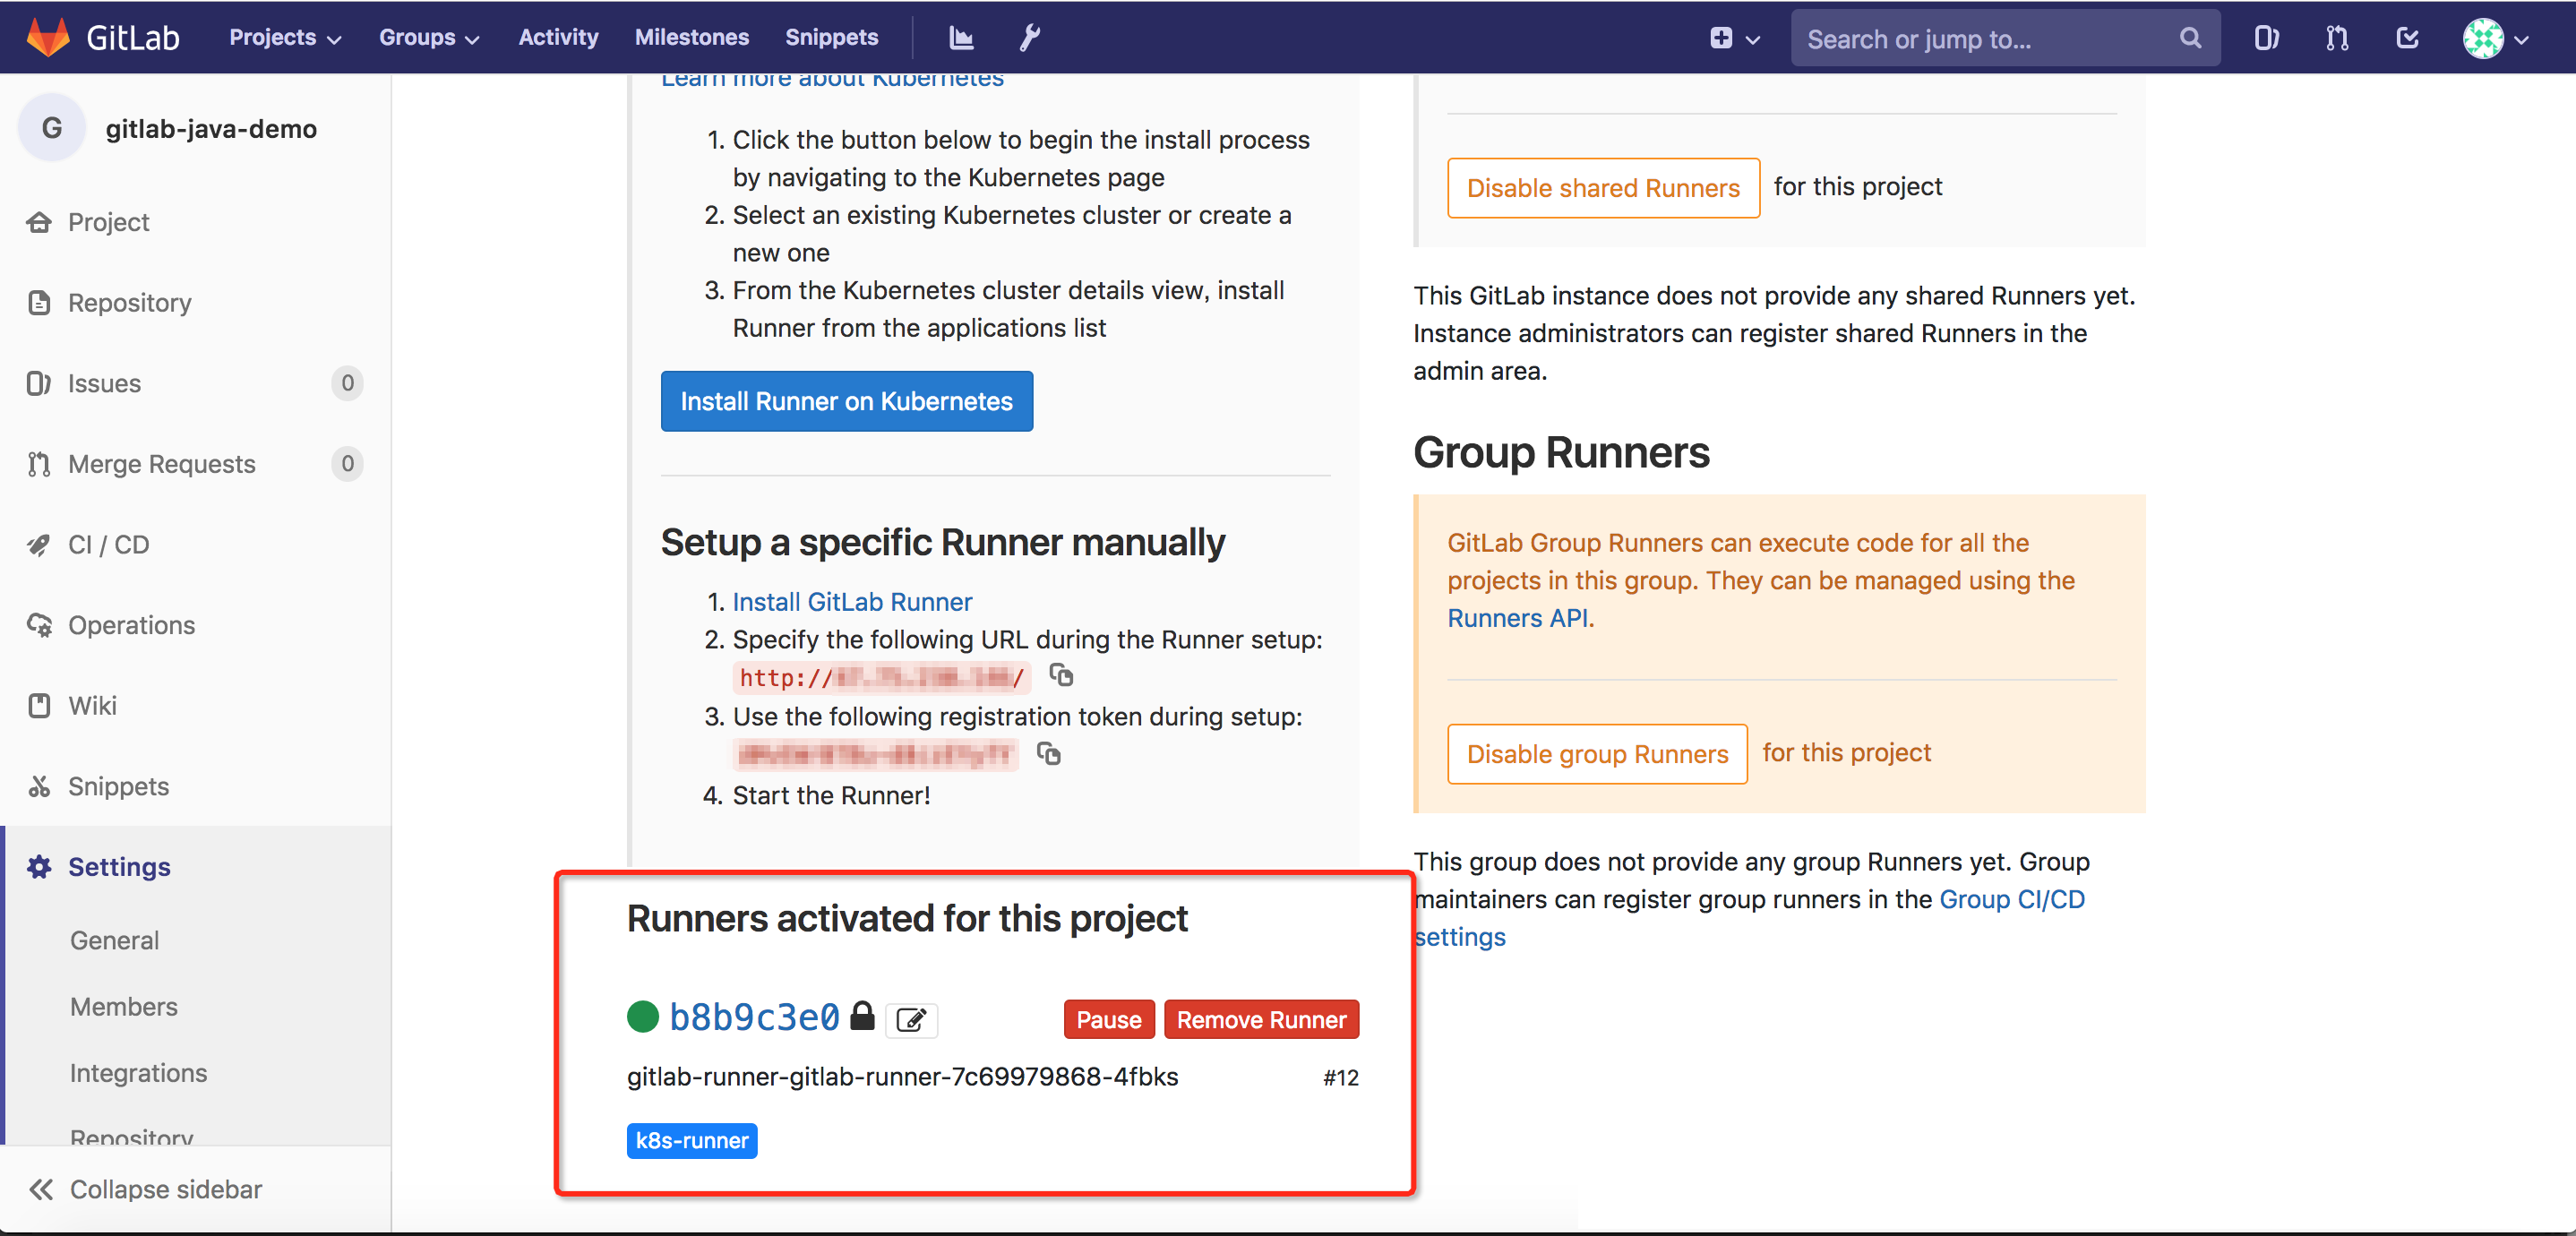 GitLab
Projects
Groups
Activity
Milestones
Snippets
Search or jump to...
G
gitlab-java-demo
Project
Repository
Issues
0
Merge Requests
0
CI / CD
Operations
Wiki
Snippets
Settings
General
Members
Integrations
Repository
Collapse sidebar
Learn more about Kubernetes
1. Click the button below to begin the install process
by navigating to the Kubernetes page
2. Select an existing Kubernetes cluster or create a
new one
3. From the Kubernetes cluster details view, install
Runner from the applications list
Install Runner on Kubernetes
Setup a specific Runner manually
1. Install GitLab Runner
2. Specify the following URL during the Runner setup:
http:// /
3. Use the following registration token during setup:
4. Start the Runner!
Runners activated for this project
b8b9c3e0
Pause
Remove Runner
gitlab-runner-gitlab-runner-7c69979868-4fbks
#12
k8s-runner
Disable shared Runners for this project
This GitLab instance does not provide any shared Runners yet.
Instance administrators can register shared Runners in the
admin area.
Group Runners
GitLab Group Runners can execute code for all the
projects in this group. They can be managed using the
Runners API.
Disable group Runners for this project
This group does not provide any group Runners yet. Group
maintainers can register group runners in the Group CI/CD
settings